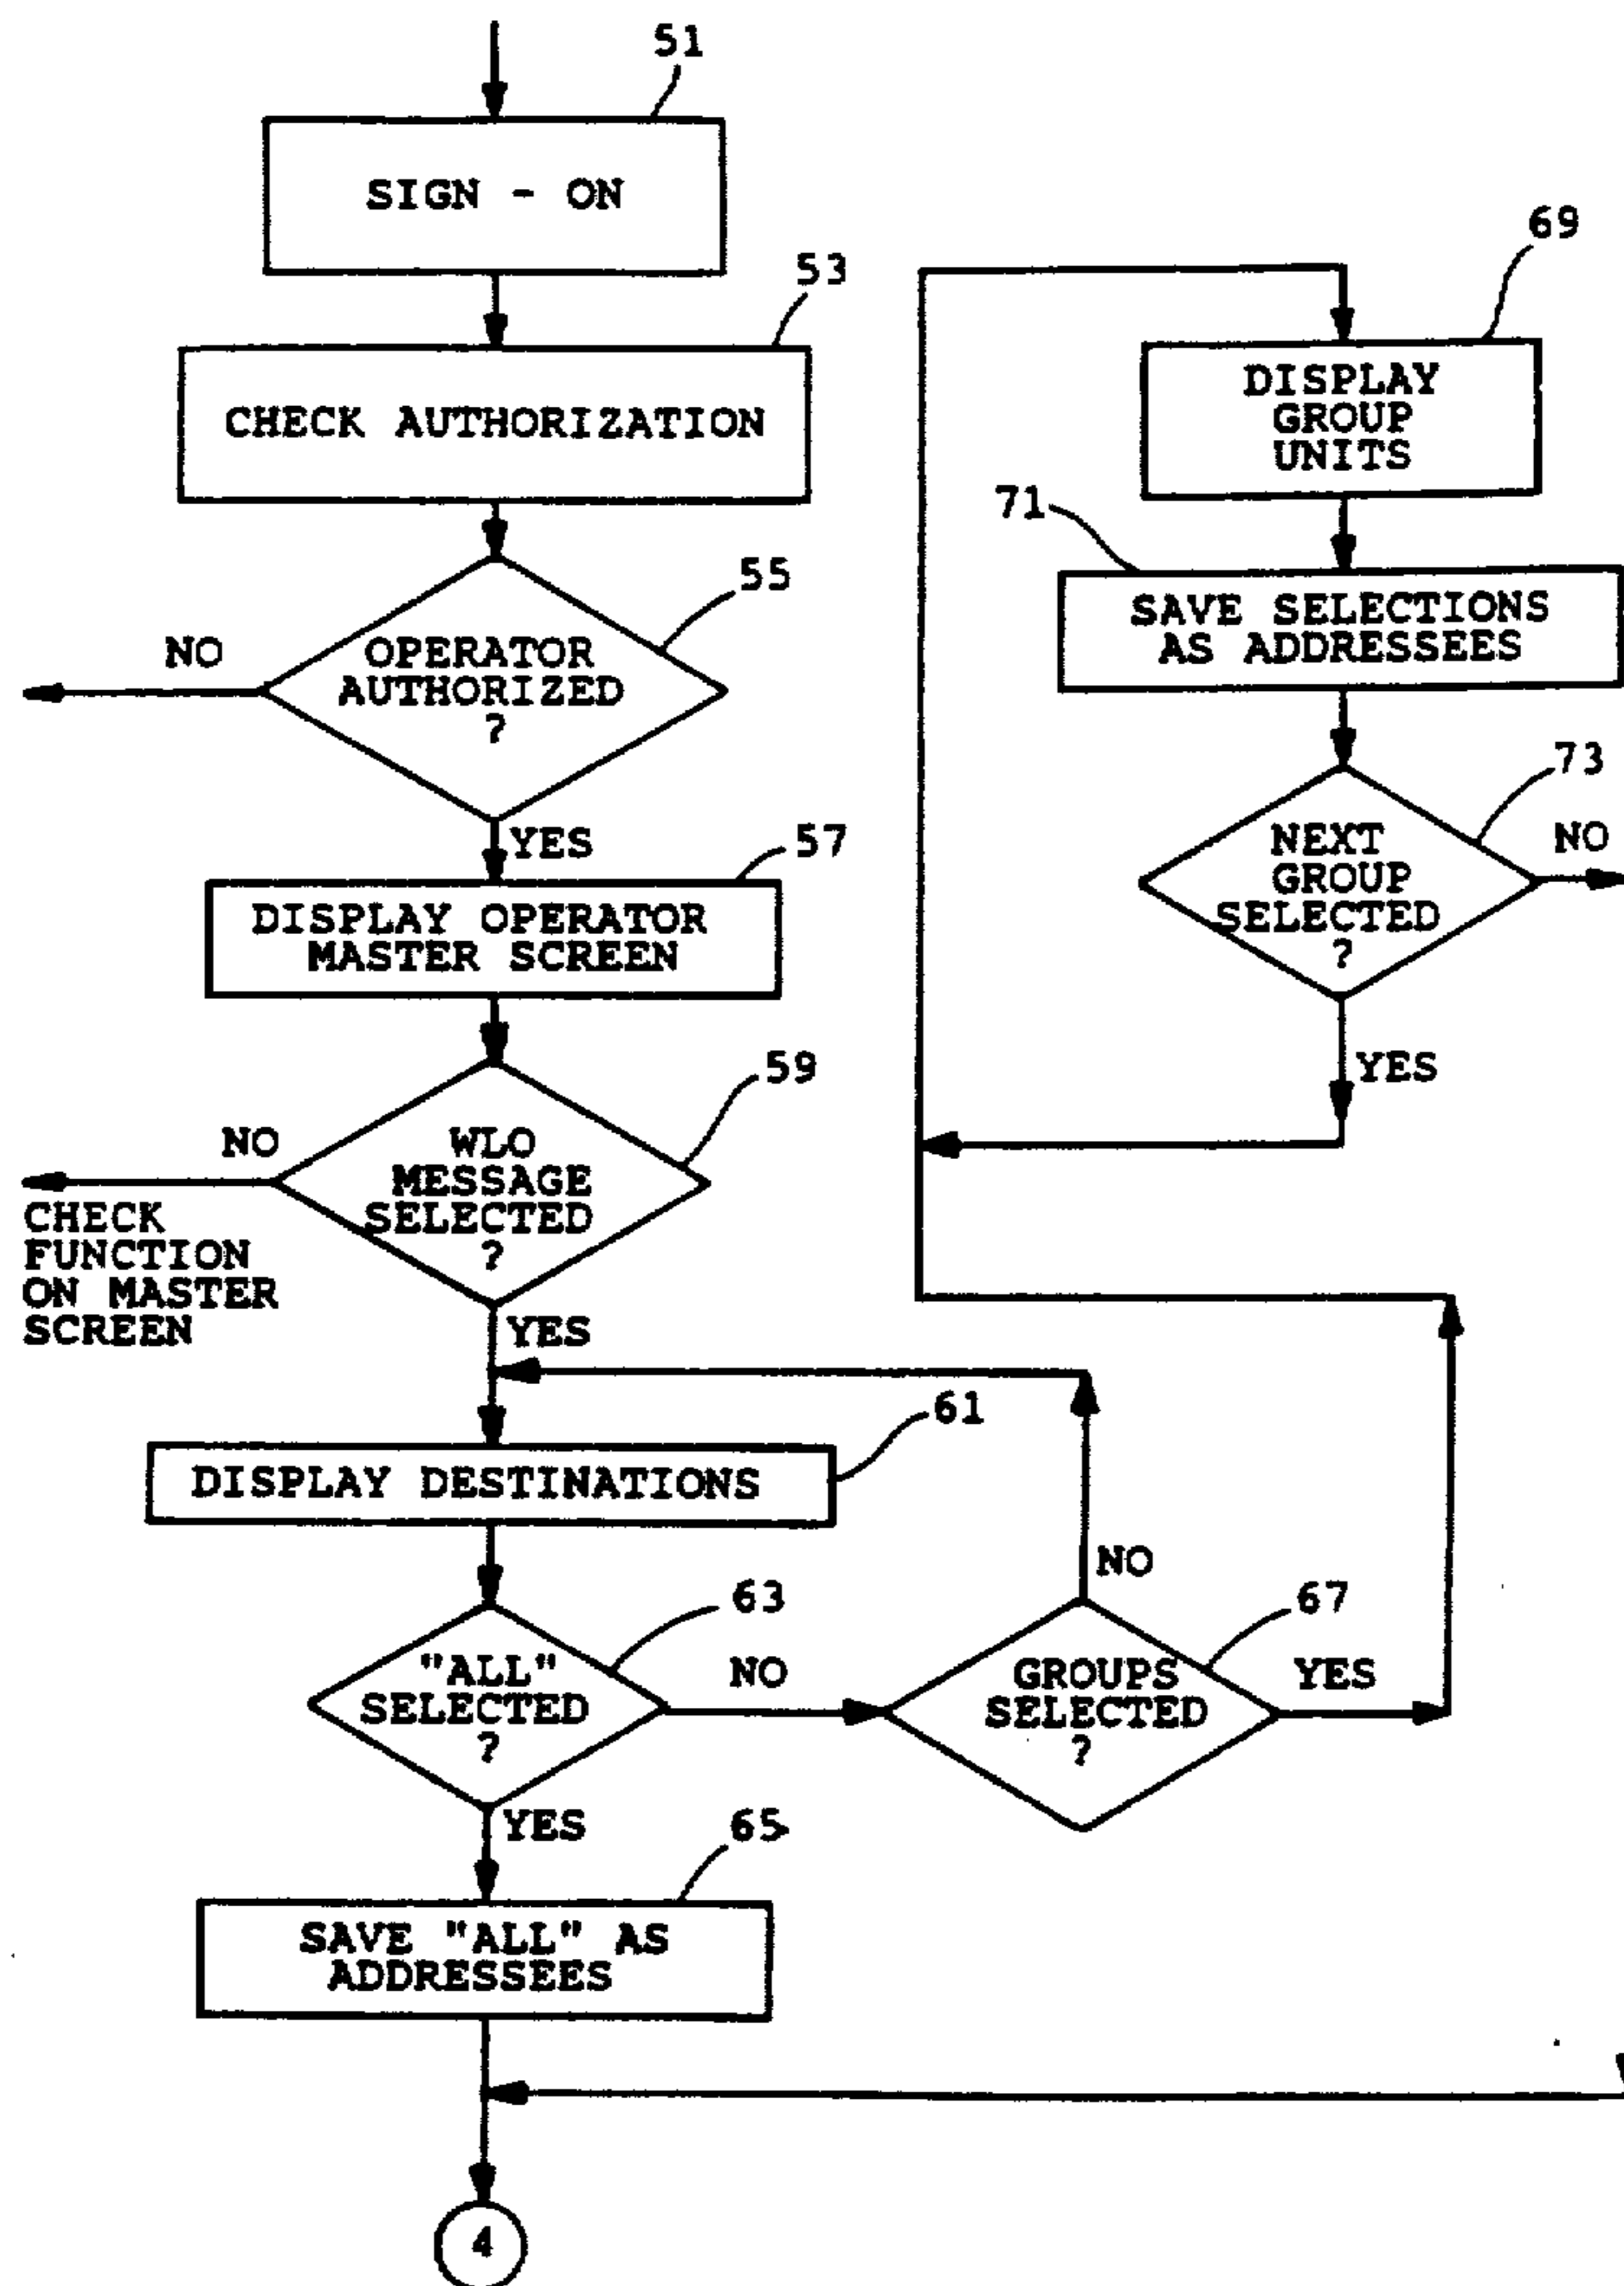 51
SIGN - ON
53
CHECK AUTHORIZATION
55
OPERATOR
AUTHORIZED
?
NO
YES
57
DISPLAY OPERATOR
MASTER SCREEN
59
WLO
MESSAGE
SELECTED
?
NO
CHECK
FUNCTION
ON MASTER
SCREEN
YES
61
DISPLAY DESTINATIONS
63
"ALL"
SELECTED
?
NO
YES
65
SAVE "ALL" AS
ADDRESSEES
4
67
GROUPS
SELECTED
?
NO
YES
69
DISPLAY
GROUP
UNITS
71
SAVE SELECTIONS
AS ADDRESSEES
73
NEXT
GROUP
SELECTED
?
NO
YES